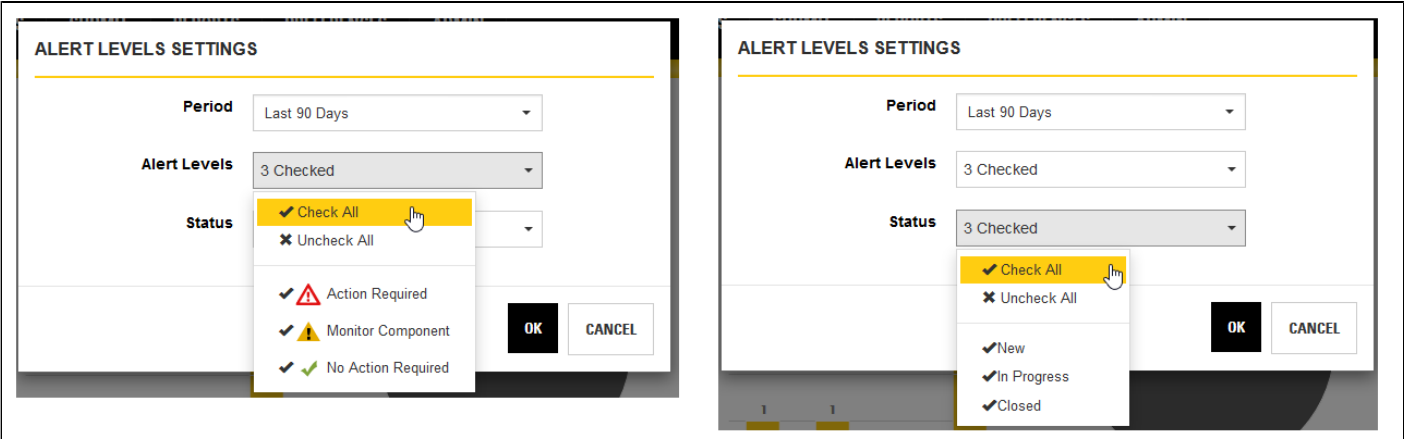 ALERT LEVELS SETTINGS
Period
Last 90 Days
Alert Levels
3 Checked
Status
Check All
Uncheck All
Action Required
Monitor Component
No Action Required
OK
CANCEL
ALERT LEVELS SETTINGS
Period
Last 90 Days
Alert Levels
3 Checked
Status
3 Checked
Check All
Uncheck All
New
In Progress
Closed
OK
CANCEL
1
1